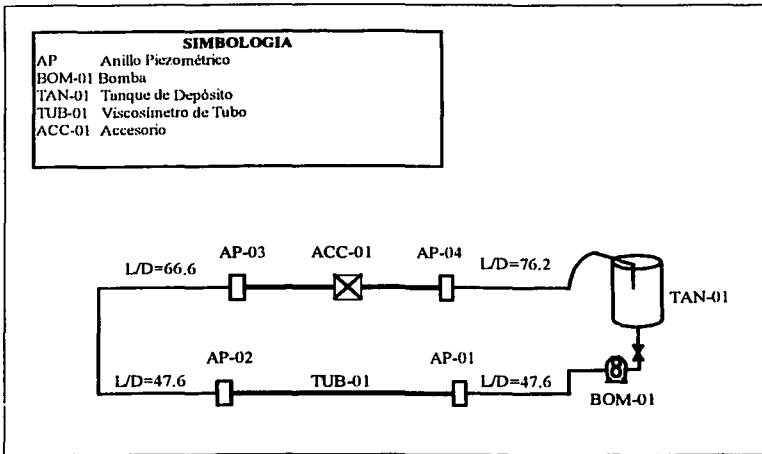 SIMBOLOGIA
AP Anillo Piezométrico
BOM-01 Bomba
TAN-01 Tanque de Depósito
TUB-01 Viscosímetro de Tubo
ACC-01 Accesorio
AP-03 ACC-01 AP-04
L/D=66.6 L/D=76.2
TAN-01
AP-02 AP-01
L/D=47.6 TUB-01 L/D=47.6
BOM-01